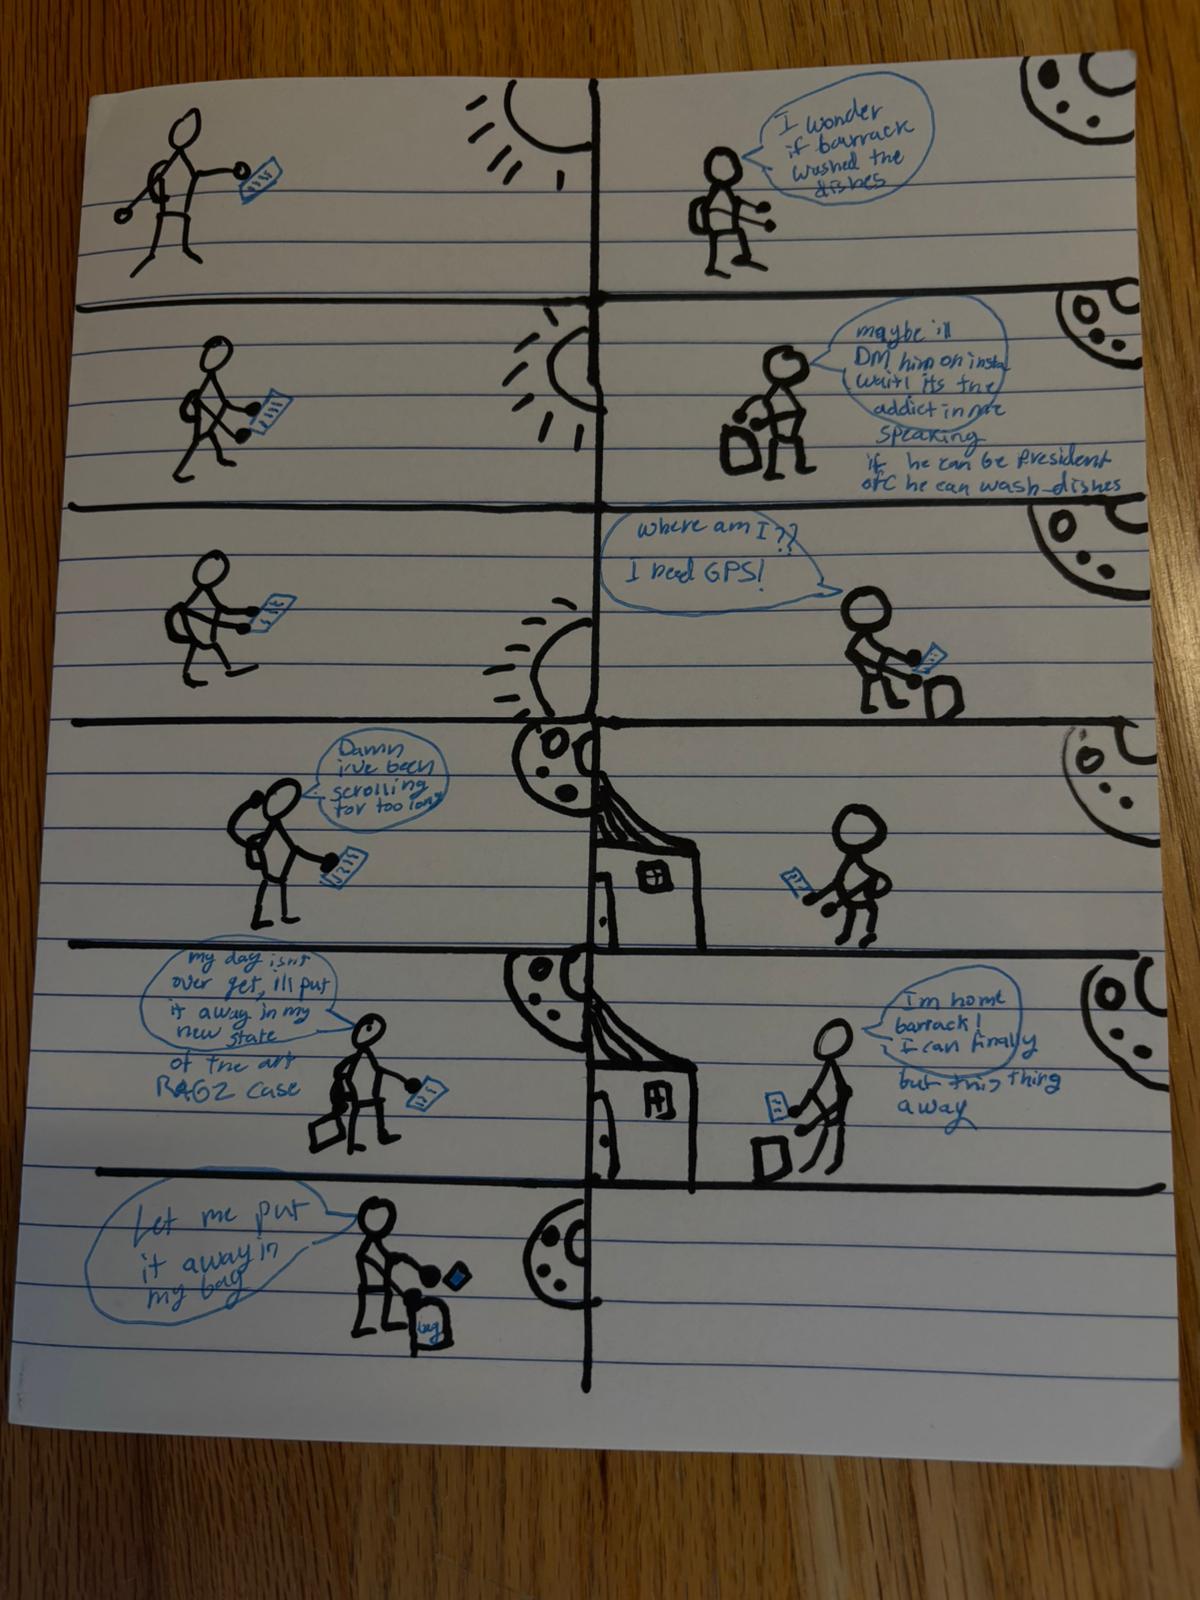 Damn
i've been
scrolling
for too long
my day isnt
over yet, ill put
it away in my
new state
of the art
RAG2 case
Let me put
it away in
my bag
bag
I wonder
if barrack
washed the
dishes
maybe ill
DM him on insta
wait! its the
addict in me
speaking
if he can be president
ofc he can wash dishes
where am I??
I need GPS!
I'm home
barrack!
I can finally
but this thing
away